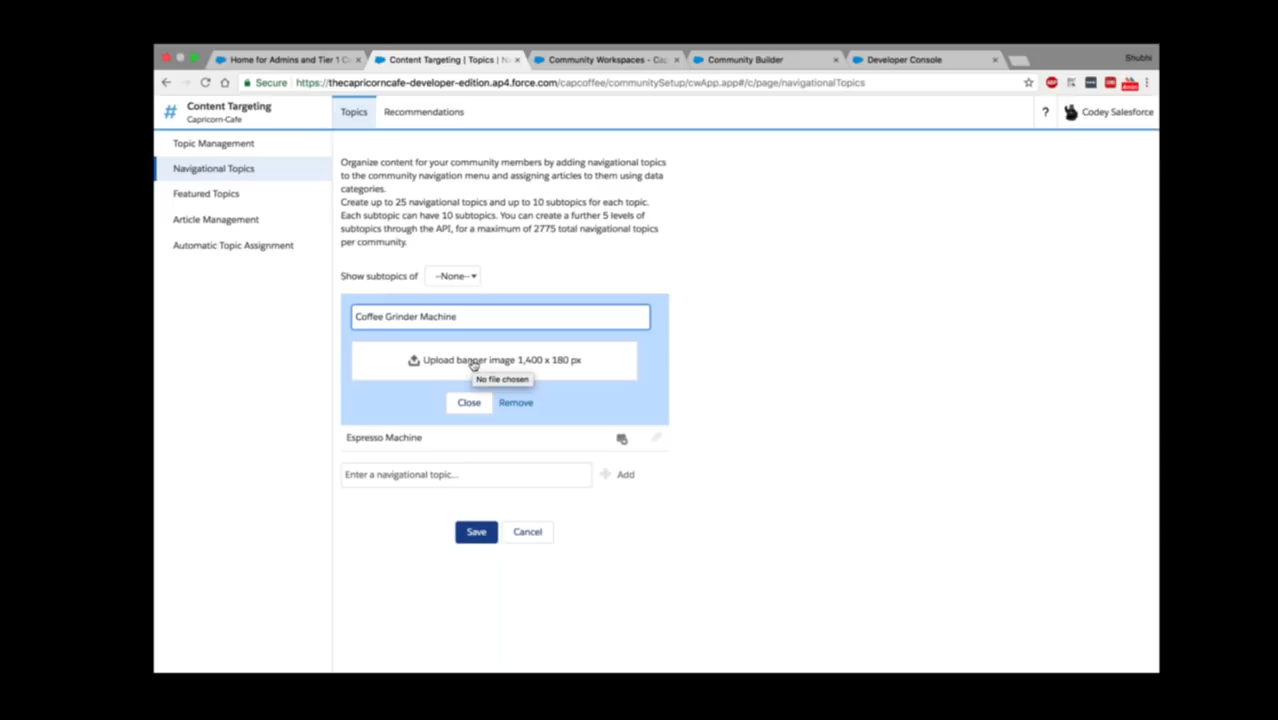 Home for Admins and Tier 1 C
Content Targeting | Topics |
Community Workspaces - Ca
Community Builder
Developer Console
Shubhi
Secure
https://thecapricorncafe-developer-edition.ap4.force.com/capcoffee/communitySetup/cwApp.app#/c/page/navigationalTopics
Content Targeting
Capricorn-Cafe
Topics
Recommendations
?
Codey Salesforce
Topic Management
Navigational Topics
Featured Topics
Article Management
Automatic Topic Assignment
Organize content for your community members by adding navigational topics
to the community navigation menu and assigning articles to them using data
categories.
Create up to 25 navigational topics and up to 10 subtopics for each topic.
Each subtopic can have 10 subtopics. You can create a further 5 levels of
subtopics through the API, for a maximum of 2775 total navigational topics
per community.
Show subtopics of
--None--
Coffee Grinder Machine
Upload banner image 1,400 x 180 px
No file chosen
Close
Remove
Espresso Machine
Enter a navigational topic...
Add
Save
Cancel